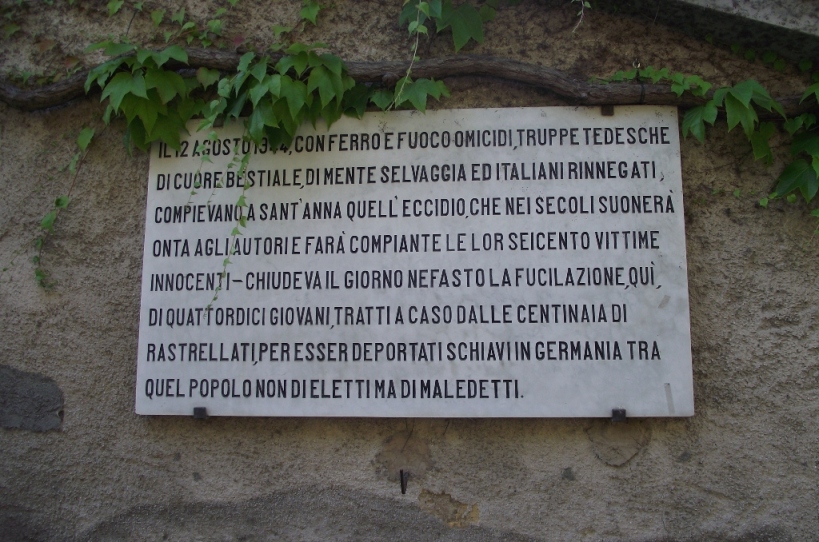 IL 12 AGOSTO 1944, CON FERRO E FUOCO OMICIDI, TRUPPE TEDESCHE
DI CUORE BESTIALE, DI MENTE SELVAGGIA ED ITALIANI RINNEGATI,
COMPIEVANO A SANT'ANNA QUELL'ECCIDIO, CHE NEI SECOLI SUONERÀ
ONTA AGLI AUTORI E FARÀ COMPIANTE LE LOR SEICENTO VITTIME
INNOCENTI - CHIUDEVA IL GIORNO NEFASTO LA FUCILAZIONE, QUÌ,
DI QUATTORDICI GIOVANI, TRATTI A CASO DALLE CENTINAIA DI
RASTRELLATI, PER ESSER DEPORTATI SCHIAVI IN GERMANIA TRA
QUEL POPOLO NON DI ELETTI MA DI MALEDETTI.